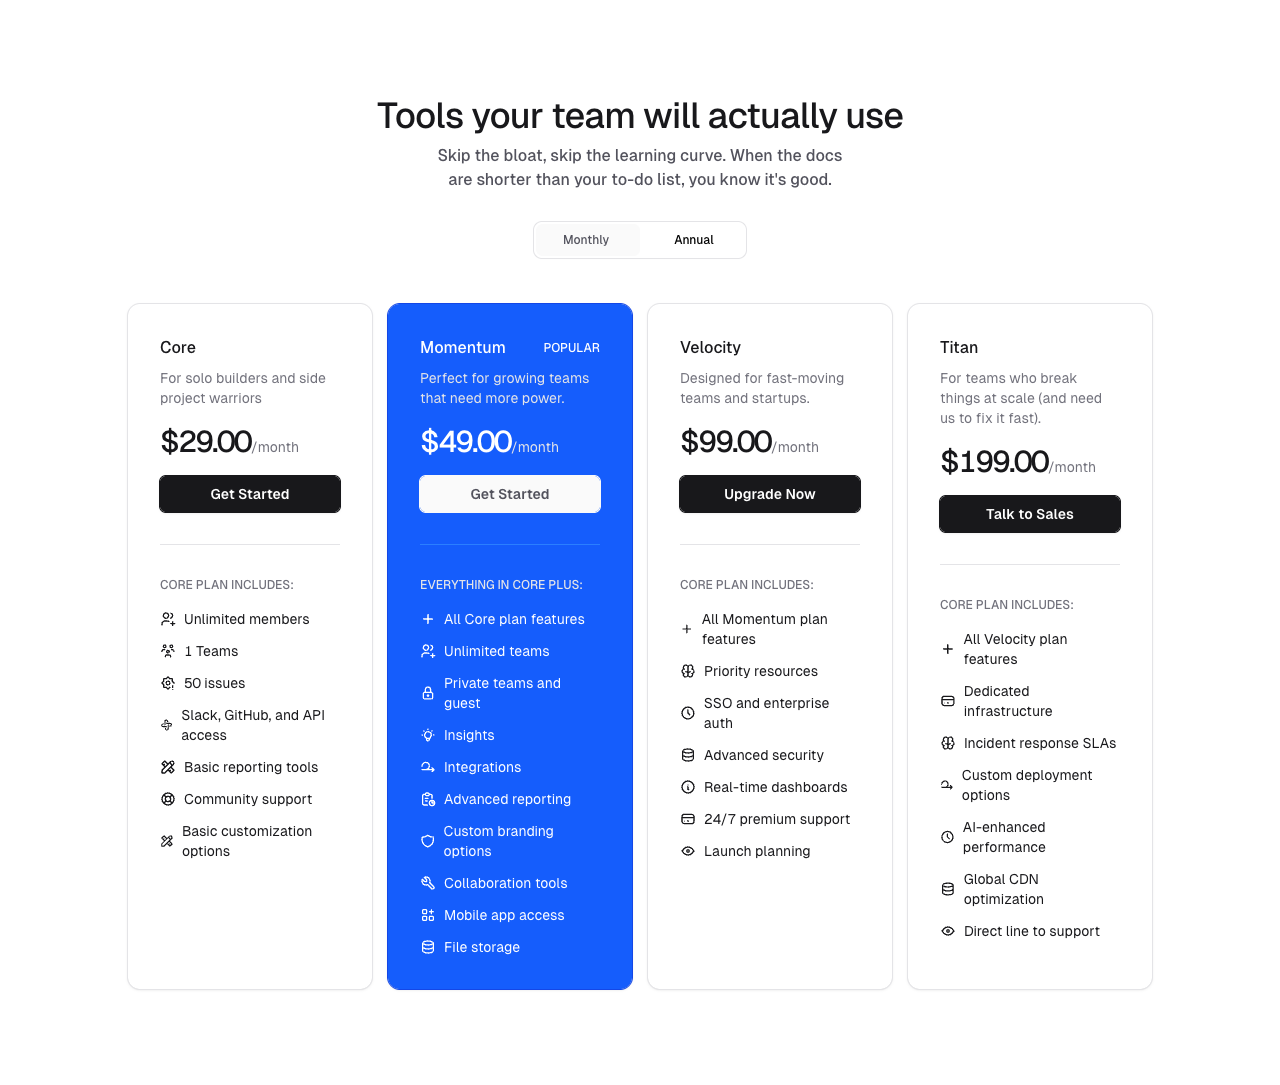 Tools your team will actually use
Skip the bloat, skip the learning curve. When the docs
are shorter than your to-do list, you know it's good.
Monthly
Annual
Core
For solo builders and side
project warriors
$29.00/month
Get Started
CORE PLAN INCLUDES:
Unlimited members
1 Teams
50 issues
Slack, GitHub, and API
access
Basic reporting tools
Community support
Basic customization
options
Momentum
POPULAR
Perfect for growing teams
that need more power.
$49.00/month
Get Started
EVERYTHING IN CORE PLUS:
All Core plan features
Unlimited teams
Private teams and
guest
Insights
Integrations
Advanced reporting
Custom branding
options
Collaboration tools
Mobile app access
File storage
Velocity
Designed for fast-moving
teams and startups.
$99.00/month
Upgrade Now
CORE PLAN INCLUDES:
All Momentum plan
features
Priority resources
SSO and enterprise
auth
Advanced security
Real-time dashboards
24/7 premium support
Launch planning
Titan
For teams who break
things at scale (and need
us to fix it fast).
$199.00/month
Talk to Sales
CORE PLAN INCLUDES:
All Velocity plan
features
Dedicated
infrastructure
Incident response SLAs
Custom deployment
options
AI-enhanced
performance
Global CDN
optimization
Direct line to support